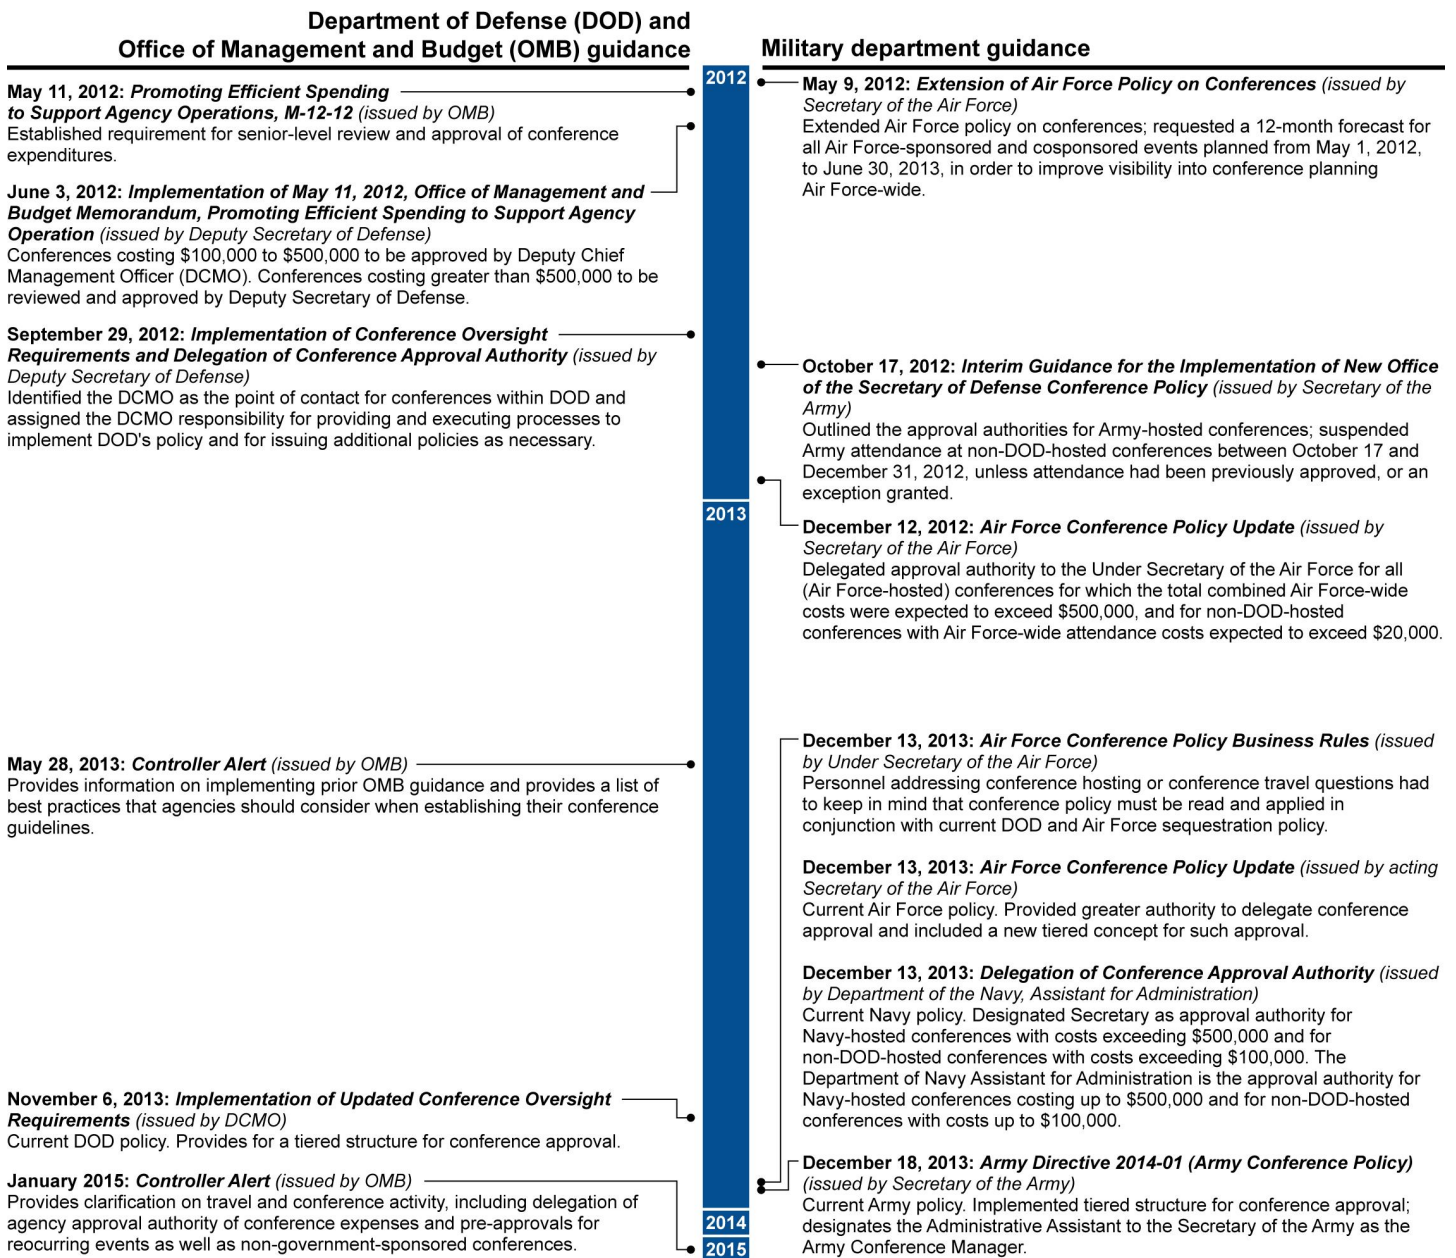 Department of Defense (DOD) and
Office of Management and Budget (OMB) guidance
May 11, 2012: Promoting Efficient Spending
to Support Agency Operations, M-12-12 (issued by OMB)
Established requirement for senior-level review and approval of conference
expenditures.
June 3, 2012: Implementation of May 11, 2012, Office of Management and
Budget Memorandum, Promoting Efficient Spending to Support Agency
Operation (issued by Deputy Secretary of Defense)
Conferences costing $100,000 to $500,000 to be approved by Deputy Chief
Management Officer (DCMO). Conferences costing greater than $500,000 to be
reviewed and approved by Deputy Secretary of Defense.
September 29, 2012: Implementation of Conference Oversight
Requirements and Delegation of Conference Approval Authority (issued by
Deputy Secretary of Defense)
Identified the DCMO as the point of contact for conferences within DOD and
assigned the DCMO responsibility for providing and executing processes to
implement DOD's policy and for issuing additional policies as necessary.
May 28, 2013: Controller Alert (issued by OMB)
Provides information on implementing prior OMB guidance and provides a list of
best practices that agencies should consider when establishing their conference
guidelines.
November 6, 2013: Implementation of Updated Conference Oversight
Requirements (issued by DCMO)
Current DOD policy. Provides for a tiered structure for conference approval.
January 2015: Controller Alert (issued by OMB)
Provides clarification on travel and conference activity, including delegation of
agency approval authority of conference expenses and pre-approvals for
reocurring events as well as non-government-sponsored conferences.
2012
2013
2014
2015
Military department guidance
May 9, 2012: Extension of Air Force Policy on Conferences (issued by
Secretary of the Air Force)
Extended Air Force policy on conferences; requested a 12-month forecast for
all Air Force-sponsored and cosponsored events planned from May 1, 2012,
to June 30, 2013, in order to improve visibility into conference planning
Air Force-wide.
October 17, 2012: Interim Guidance for the Implementation of New Office
of the Secretary of Defense Conference Policy (issued by Secretary of the
Army)
Outlined the approval authorities for Army-hosted conferences; suspended
Army attendance at non-DOD-hosted conferences between October 17 and
December 31, 2012, unless attendance had been previously approved, or an
exception granted.
December 12, 2012: Air Force Conference Policy Update (issued by
Secretary of the Air Force)
Delegated approval authority to the Under Secretary of the Air Force for all
(Air Force-hosted) conferences for which the total combined Air Force-wide
costs were expected to exceed $500,000, and for non-DOD-hosted
conferences with Air Force-wide attendance costs expected to exceed $20,000.
December 13, 2013: Air Force Conference Policy Business Rules (issued
by Under Secretary of the Air Force)
Personnel addressing conference hosting or conference travel questions had
to keep in mind that conference policy must be read and applied in
conjunction with current DOD and Air Force sequestration policy.
December 13, 2013: Air Force Conference Policy Update (issued by acting
Secretary of the Air Force)
Current Air Force policy. Provided greater authority to delegate conference
approval and included a new tiered concept for such approval.
December 13, 2013: Delegation of Conference Approval Authority (issued
by Department of the Navy, Assistant for Administration)
Current Navy policy. Designated Secretary as approval authority for
Navy-hosted conferences with costs exceeding $500,000 and for
non-DOD-hosted conferences with costs exceeding $100,000. The
Department of Navy Assistant for Administration is the approval authority for
Navy-hosted conferences costing up to $500,000 and for non-DOD-hosted
conferences with costs up to $100,000.
December 18, 2013: Army Directive 2014-01 (Army Conference Policy)
(issued by Secretary of the Army)
Current Army policy. Implemented tiered structure for conference approval;
designates the Administrative Assistant to the Secretary of the Army as the
Army Conference Manager.